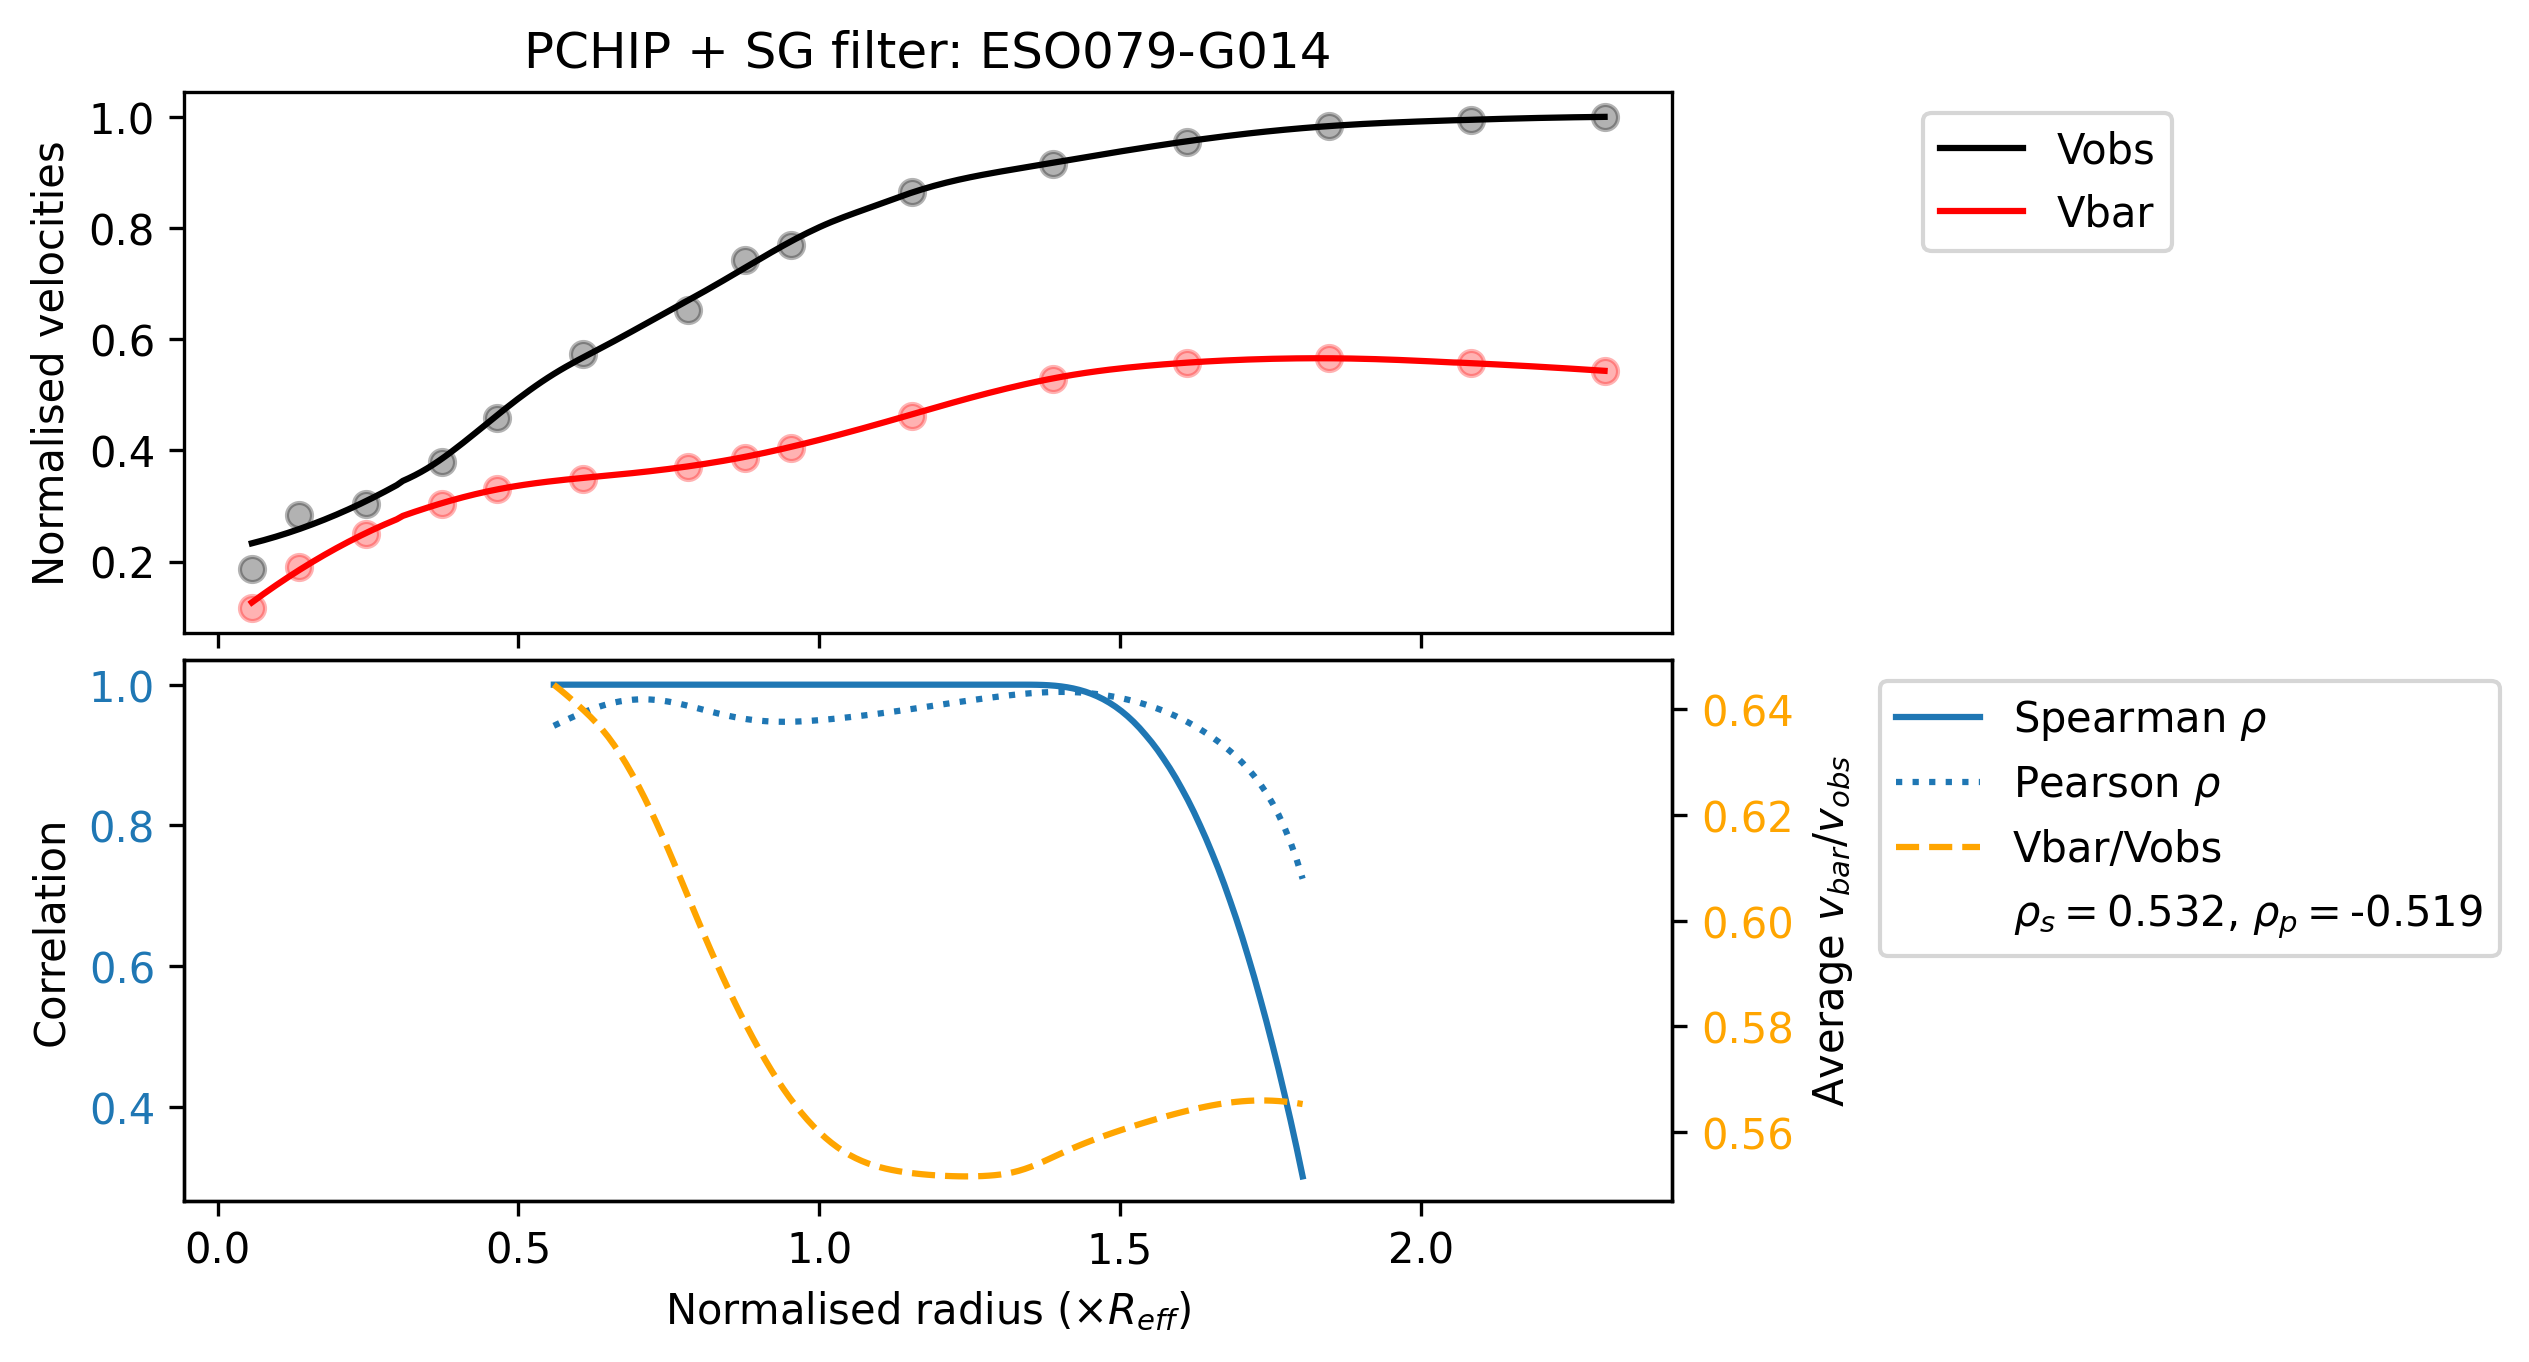 PCHIP + SG filter: ESO079-G014
Normalised velocities
1.0
0.8
0.6
0.4
0.2
Vobs
Vbar
Correlation
1.0
0.8
0.6
0.4
0.64
0.62
0.60
0.58
0.56
Average v_bar/v_obs
Spearman ρ
Pearson ρ
Vbar/Vobs
ρ_s = 0.532, ρ_p = -0.519
0.0 0.5 1.0 1.5 2.0
Normalised radius (×R_eff)